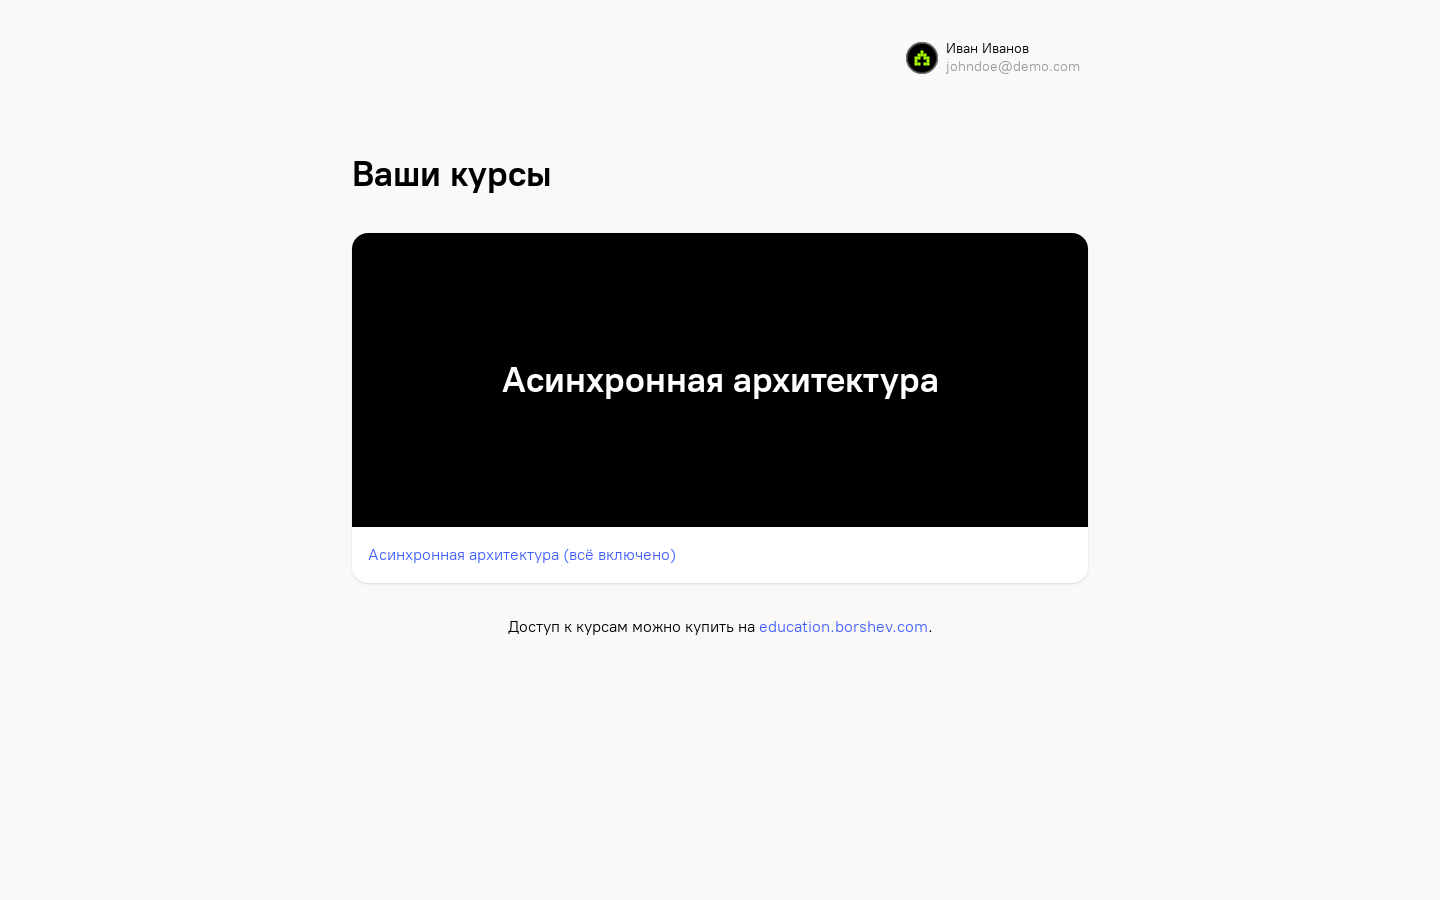 Иван Иванов
johndoe@demo.com
Ваши курсы
Асинхронная архитектура
Асинхронная архитектура (всё включено)
Доступ к курсам можно купить на education.borshev.com.